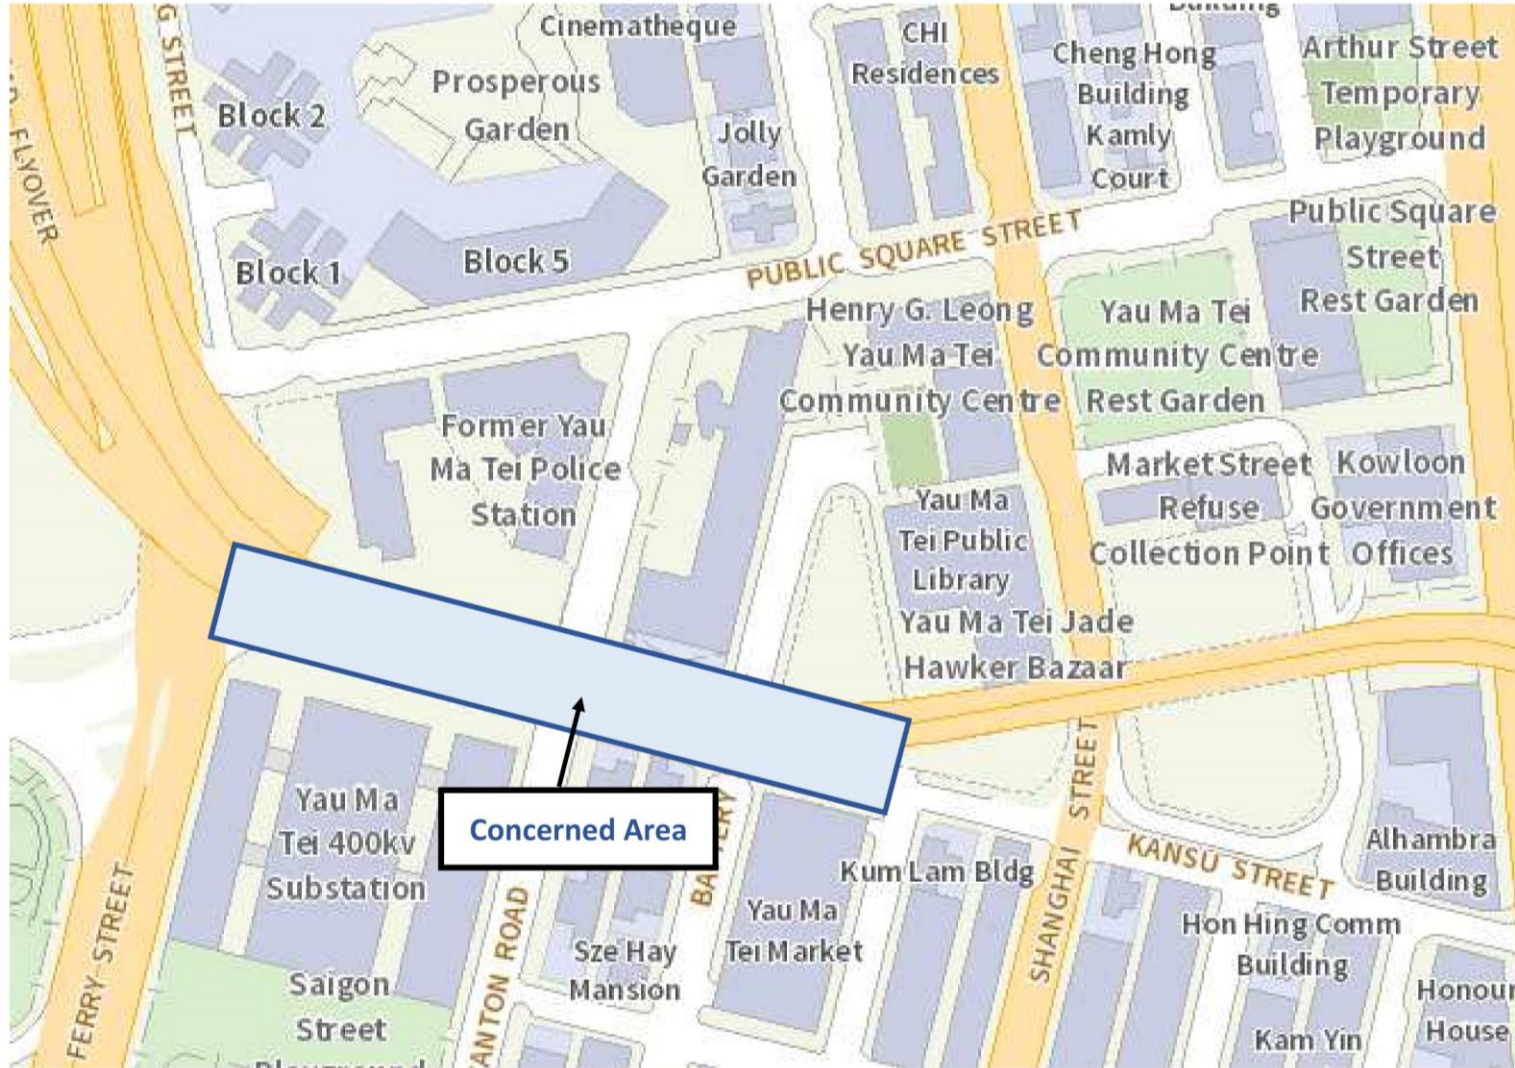 Cinematheque
CHI
Residences
Building
Cheng Hong
Building
Kamly
Court
Arthur Street
Temporary
Playground
G STREET
FLYOVER
Block 2
Prosperous
Garden
Jolly
Garden
Block 1
Block 5
PUBLIC SQUARE STREET
Public Square
Street
Rest Garden
Henry G. Leong
Yau Ma Tei
Community Centre
Yau Ma Tei
Community Centre
Rest Garden
Former Yau
Ma Tei Police
Station
Market Street
Refuse
Collection Point
Kowloon
Government
Offices
Yau Ma
Tei Public
Library
Yau Ma Tei Jade
Hawker Bazaar
Concerned Area
Yau Ma
Tei 400kv
Substation
Kum Lam Bldg
SHANGHAI STREET
KANSU STREET
Alhambra
Building
FERRY STREET
ANTON ROAD
Sze Hay
Mansion
Yau Ma
Tei Market
Hon Hing Comm
Building
Saigon
Street
Playground
Kam Yin
Honour
House